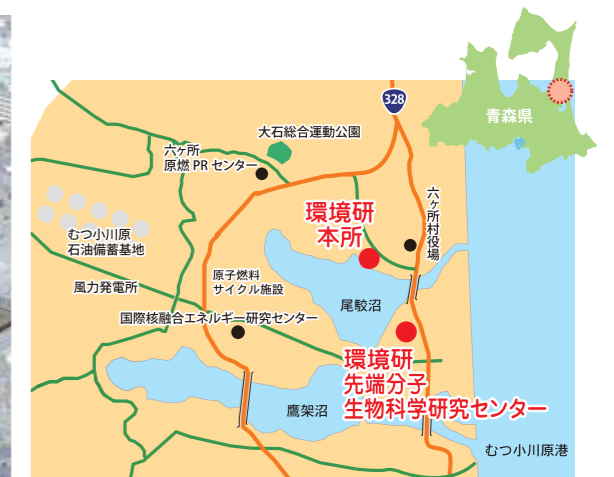 328
青森県
大石総合運動公園
六ヶ所
原燃PRセンター
六ヶ所村役場
環境研
本所
むつ小川原
石油備蓄基地
風力発電所
原子燃料
サイクル施設
尾駮沼
国際核融合エネルギー研究センター
環境研
先端分子
生物科学研究センター
鷹架沼
むつ小川原港